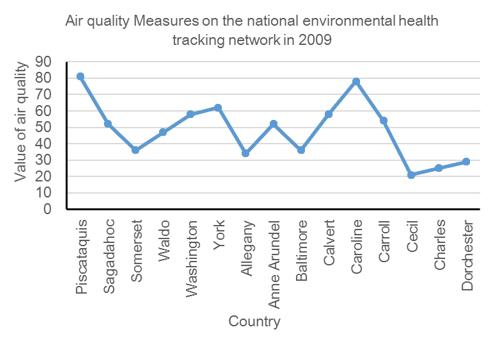 Air quality Measures on the national environmental health
tracking network in 2009
Value of air quality
90
80
70
60
50
40
30
20
10
0
Piscataquis
Sagadahoc
Somerset
Waldo
Washington
York
Allegany
Anne Arundel
Baltimore
Calvert
Caroline
Carroll
Cecil
Charles
Dorchester
Country